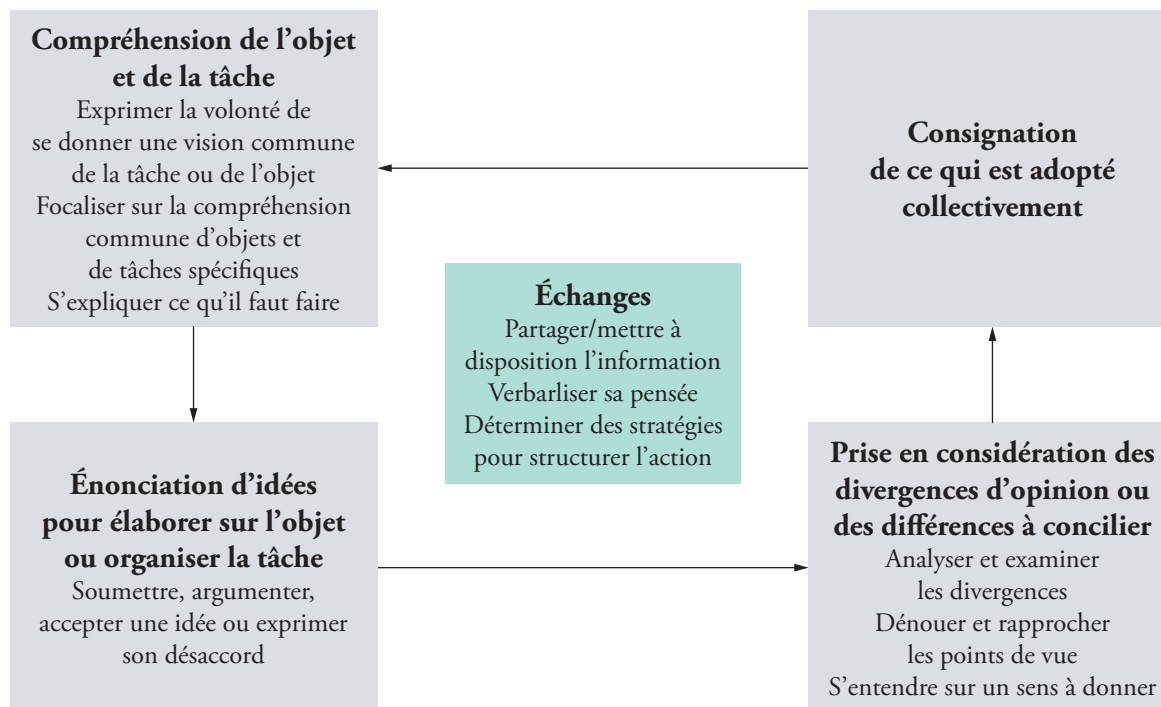 Compréhension de l’objet
et de la tâche
Exprimer la volonté de
se donner une vision commune
de la tâche ou de l’objet
Focaliser sur la compréhension
commune d’objets et
de tâches spécifiques
S’expliquer ce qu’il faut faire
Consignation
de ce qui est adopté
collectivement
Échanges
Partager/mettre à
disposition l’information
Verbarliser sa pensée
Déterminer des stratégies
pour structurer l’action
Énonciation d’idées
pour élaborer sur l’objet
ou organiser la tâche
Soumettre, argumenter,
accepter une idée ou exprimer
son désaccord
Prise en considération des
divergences d’opinion ou
des différences à concilier
Analyser et examiner
les divergences
Dénouer et rapprocher
les points de vue
S’entendre sur un sens à donner